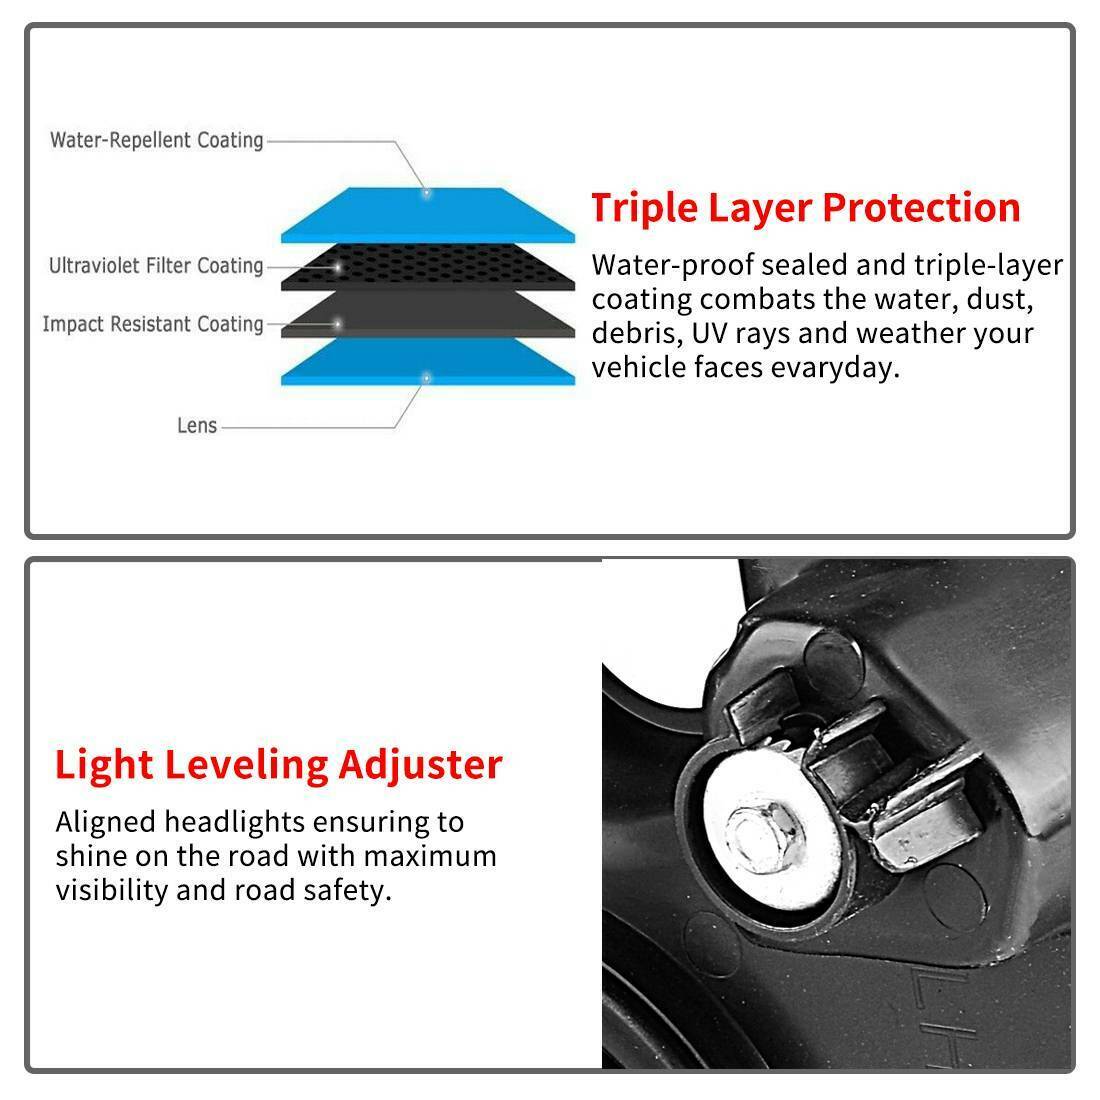 Water-Repellent Coating
Ultraviolet Filter Coating
Impact Resistant Coating
Lens
Triple Layer Protection
Water-proof sealed and triple-layer
coating combats the water, dust,
debris, UV rays and weather your
vehicle faces evaryday.
Light Leveling Adjuster
Aligned headlights ensuring to
shine on the road with maximum
visibility and road safety.
LH